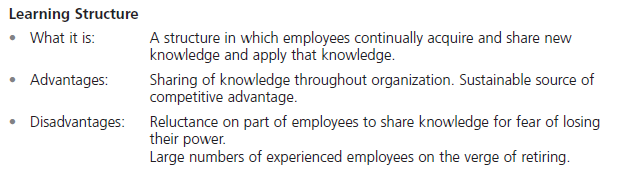 Learning Structure
• What it is: A structure in which employees continually acquire and share new
knowledge and apply that knowledge.
• Advantages: Sharing of knowledge throughout organization. Sustainable source of
competitive advantage.
• Disadvantages: Reluctance on part of employees to share knowledge for fear of losing
their power.
Large numbers of experienced employees on the verge of retiring.